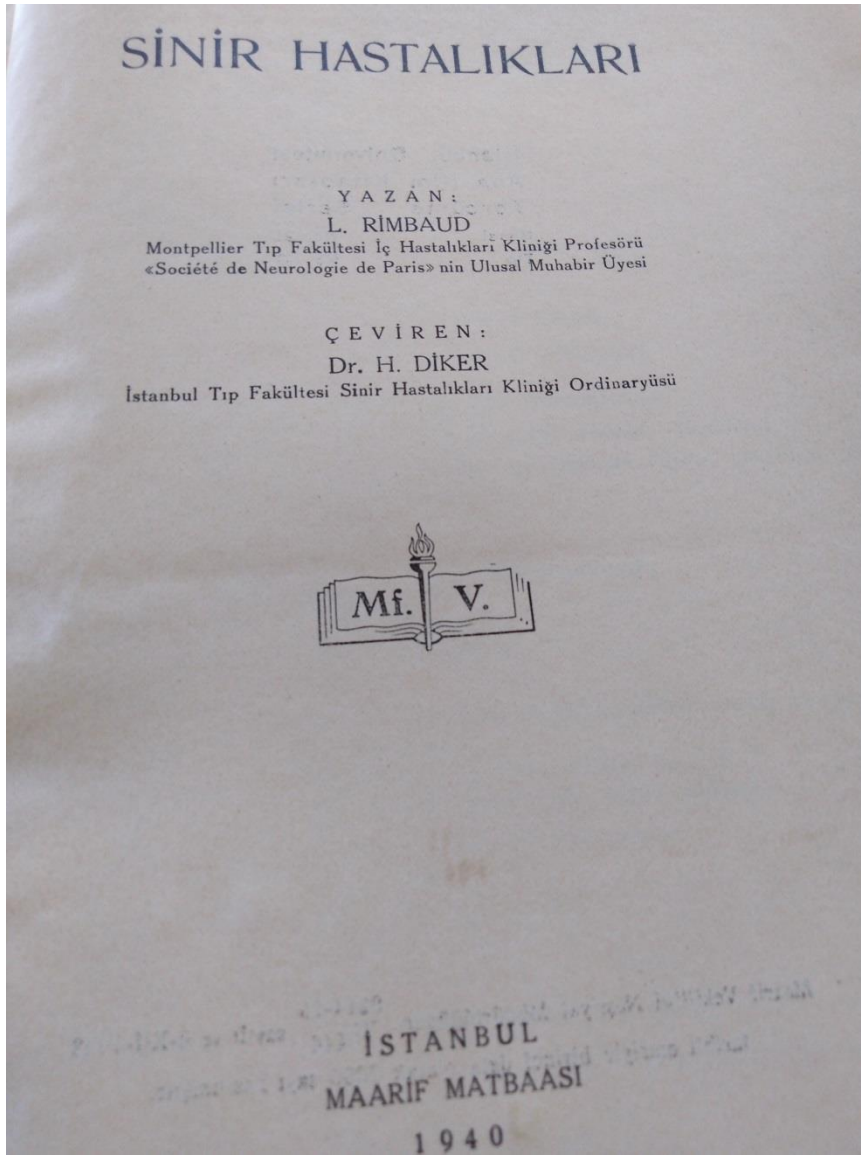 SİNİR HASTALIKLARI
YAZAN:
L. RİMBAUD
Montpellier Tıp Fakültesi İç Hastalıkları Kliniği Profesörü
«Société de Neurologie de Paris» nin Ulusal Muhabir Üyesi
ÇEVİREN:
Dr. H. DİKER
İstanbul Tıp Fakültesi Sinir Hastalıkları Kliniği Ordinaryüsü
Mf. V.
İSTANBUL
MAARİF MATBAASI
1940